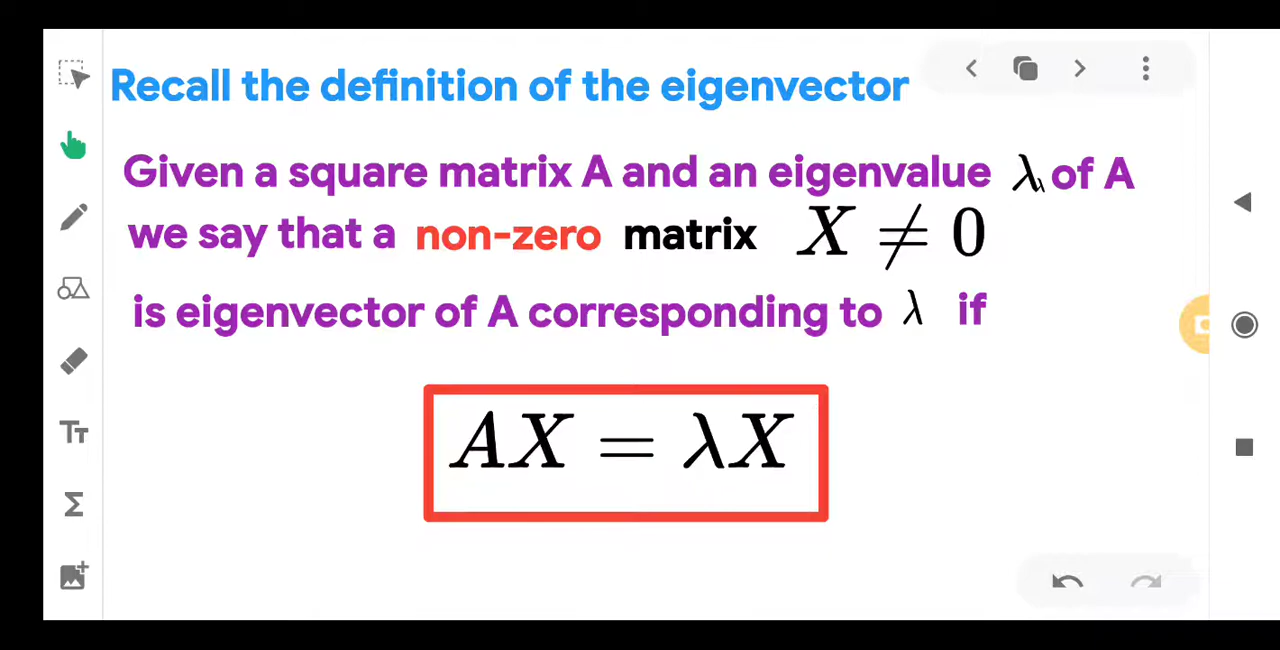 Recall the definition of the eigenvector
Given a square matrix A and an eigenvalue λ of A
we say that a non-zero matrix X ≠ 0
is eigenvector of A corresponding to λ if
AX = λX
Tт
Σ